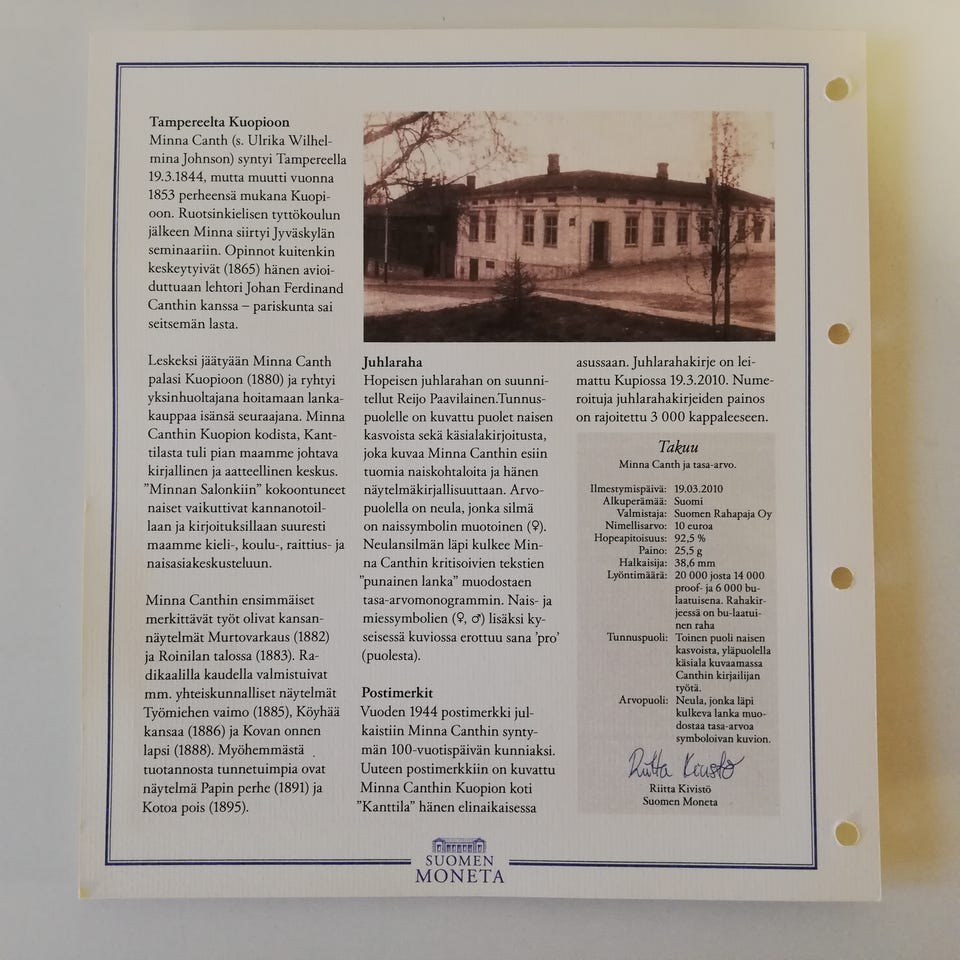 Tampereelta Kuopioon
Minna Canth (s. Ulrika Wilhel-
mina Johnson) syntyi Tampereella
19.3.1844, mutta muutti vuonna
1853 perheensä mukana Kuopi-
oon. Ruotsinkielisen tyttökoulun
jälkeen Minna siirtyi Jyväskylän
seminaariin. Opinnot kuitenkin
keskeytyivät (1865) hänen avioi-
duttuaan lehtori Johan Ferdinand
Canthin kanssa – pariskunta sai
seitsemän lasta.
Leskeksi jäätyään Minna Canth
palasi Kuopioon (1880) ja ryhtyi
yksinhuoltajana hoitamaan lanka-
kauppaa isänsä seuraajana. Minna
Canthin Kuopion kodista, Kant-
tilasta tuli pian maamme johtava
kirjallinen ja aatteellinen keskus.
”Minnan Salonkiin” kokoontuneet
naiset vaikuttivat kannanotoil-
laan ja kirjoituksillaan suuresti
maamme kieli-, koulu-, raittius- ja
naisasiakeskusteluun.
Minna Canthin ensimmäiset
merkittävät työt olivat kansan-
näytelmät Murtovarkaus (1882)
ja Roinilan talossa (1883). Ra-
dikaalilla kaudella valmistuivat
mm. yhteiskunnalliset näytelmät
Työmiehen vaimo (1885), Köyhää
kansaa (1886) ja Kovan onnen
lapsi (1888). Myöhemmästä
tuotannosta tunnetuimpia ovat
näytelmä Papin perhe (1891) ja
Kotoa pois (1895).
Juhlaraha
Hopeisen juhlarahan on suunni-
tellut Reijo Paavilainen.Tunnus-
puolelle on kuvattu puolet naisen
kasvoista sekä käsialakirjoitusta,
joka kuvaa Minna Canthin esiin
tuomia naiskohtaloita ja hänen
näytelmäkirjallisuuttaan. Arvo-
puolella on neula, jonka silmä
on naissymbolin muotoinen (♀).
Neulansilmän läpi kulkee Min-
na Canthin kritisoivien tekstien
”punainen lanka” muodostaen
tasa-arvomonogrammin. Nais- ja
miessymbolien (♀, ♂) lisäksi ky-
seisessä kuviossa erottuu sana 'pro'
(puolesta).
Postimerkit
Vuoden 1944 postimerkki jul-
kaistiin Minna Canthin synty-
män 100-vuotispäivän kunniaksi.
Uuteen postimerkkiin on kuvattu
Minna Canthin Kuopion koti
”Kanttila” hänen elinaikaisessa
asussaan. Juhlarahakirje on lei-
mattu Kupiossa 19.3.2010. Nume-
roituja juhlarahakirjeiden painos
on rajoitettu 3 000 kappaleeseen.
Takuu
Minna Canth ja tasa-arvo.
Ilmestymispäivä: 19.03.2010
Alkuperämaa: Suomi
Valmistaja: Suomen Rahapaja Oy
Nimellisarvo: 10 euroa
Hopeapitoisuus: 92,5 %
Paino: 25,5 g
Halkaisija: 38,6 mm
Lyöntimäärä: 20 000 josta 14 000
proof- ja 6 000 bu-
laatuisena. Rahakir-
jeessä on bu-laatui-
nen raha
Tunnuspuoli: Toinen puoli naisen
kasvoista, yläpuolella
käsiala kuvaamassa
Canthin kirjailijan
työtä.
Arvopuoli: Neula, jonka läpi
kulkeva lanka muo-
dostaa tasa-arvoa
symboloivan kuvion.
Riitta Kivistö
Riitta Kivistö
Suomen Moneta
SUOMEN
MONETA